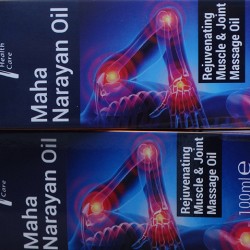 Health
Care
Maha
Narayan Oil
Rejuvenating
Muscle & Joint
Massage Oil
Care
Maha
Narayan Oil
Rejuvenating
Muscle & Joint
Massage Oil
100ml e